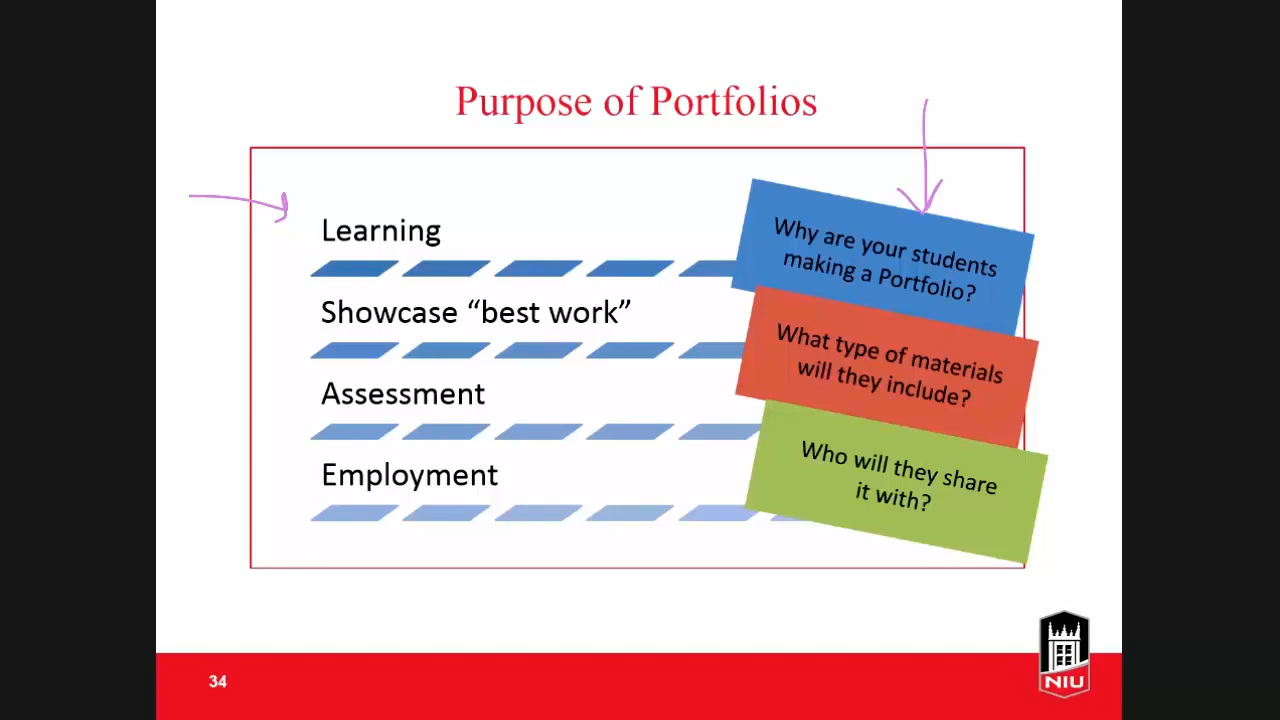 Purpose of Portfolios
Learning
Showcase “best work”
Assessment
Employment
Why are your students
making a Portfolio?
What type of materials
will they include?
Who will they share
it with?
34
NIU